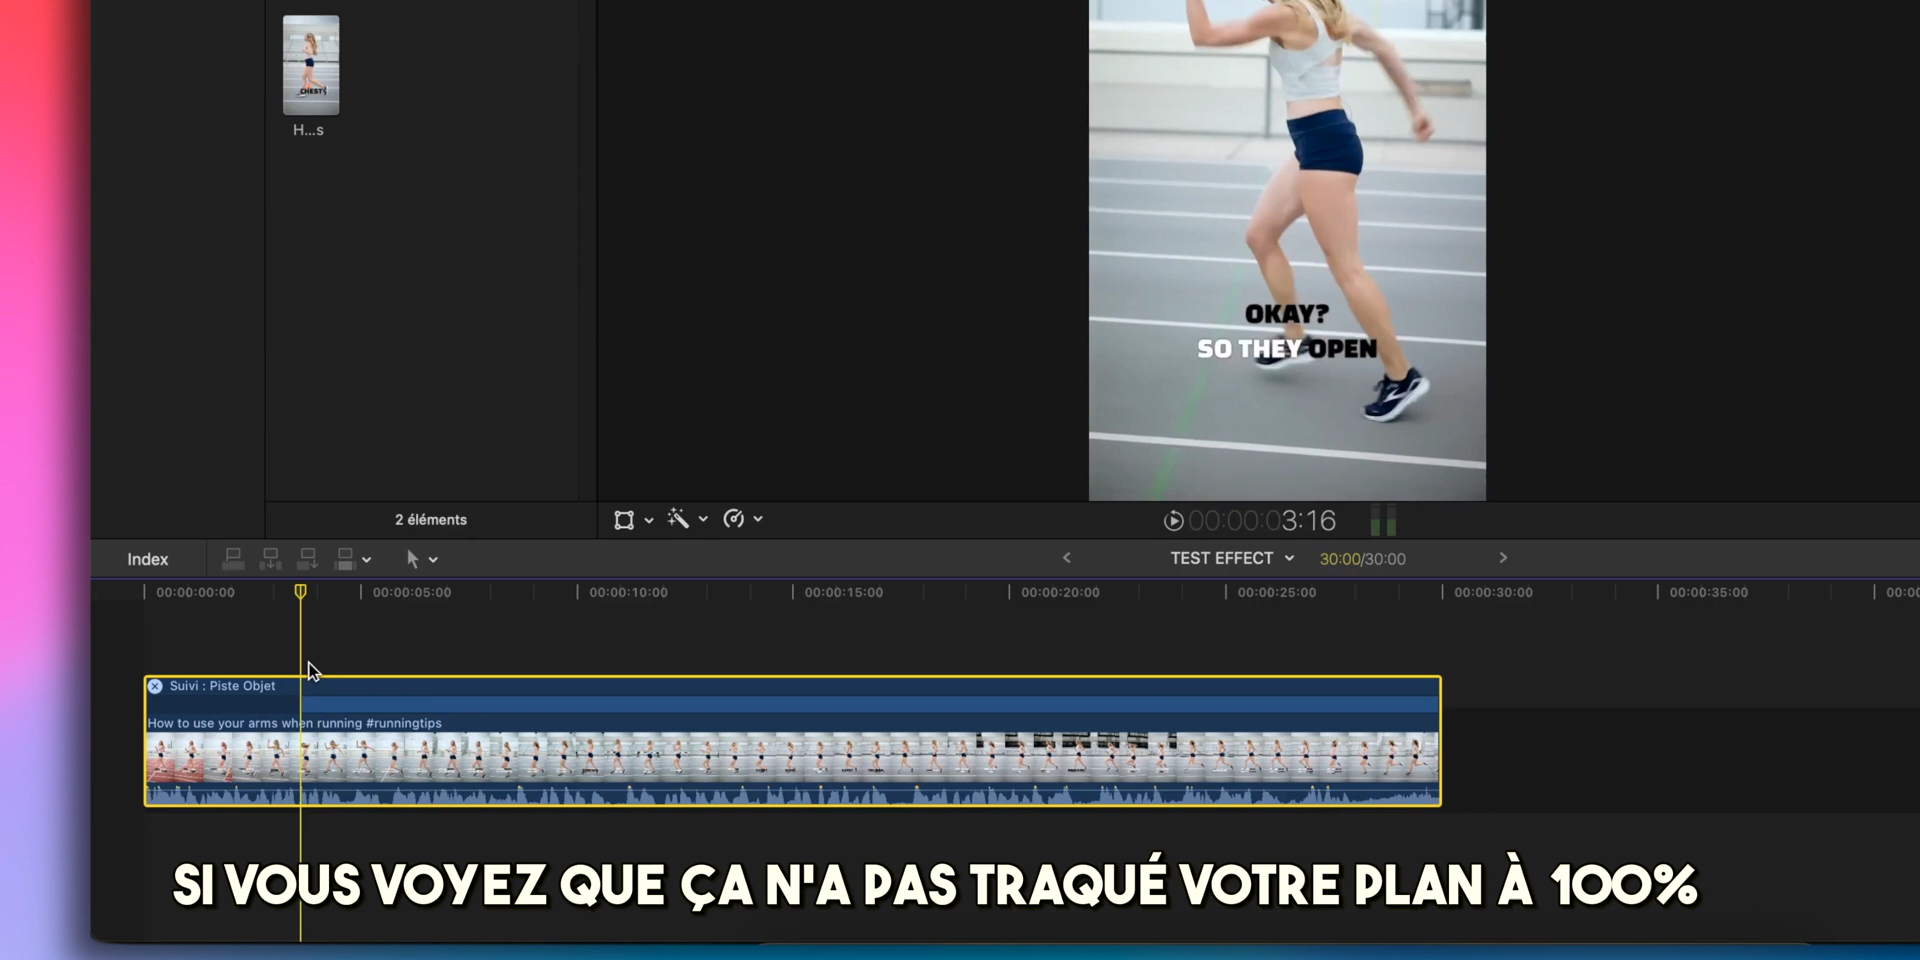 CHEST
H...s
OKAY?
SO THEY OPEN
2 éléments
00:00:03:16
Index
TEST EFFECT
30:00/30:00
00:00:00:00
00:00:05:00
00:00:10:00
00:00:15:00
00:00:20:00
00:00:25:00
00:00:30:00
00:00:35:00
00:00
Suivi : Piste Objet
How to use your arms when running #runningtips
SI VOUS VOYEZ QUE ÇA N'A PAS TRAQUÉ VOTRE PLAN À 100%